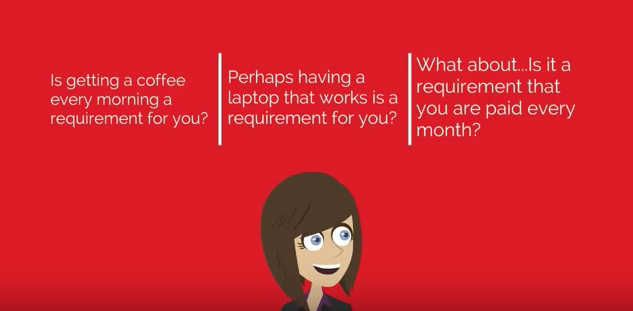 Is getting a coffee
every morning a
requirement for you?
Perhaps having a
laptop that works is a
requirement for you?
What about...Is it a
requirement that
you are paid every
month?